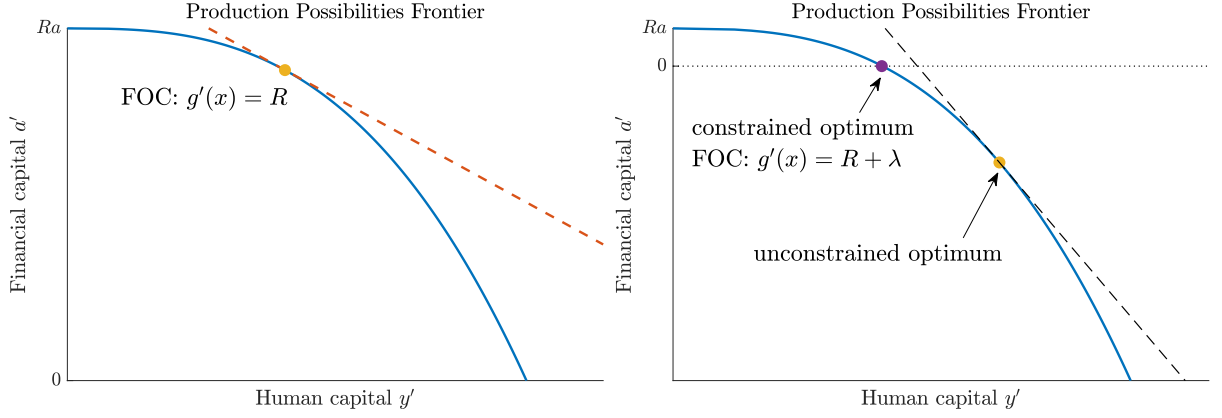 Production Possibilities Frontier
Ra
FOC: g′(x) = R
Financial capital a′
0
Human capital y′
Production Possibilities Frontier
Ra
0
constrained optimum
FOC: g′(x) = R + λ
unconstrained optimum
Financial capital a′
Human capital y′